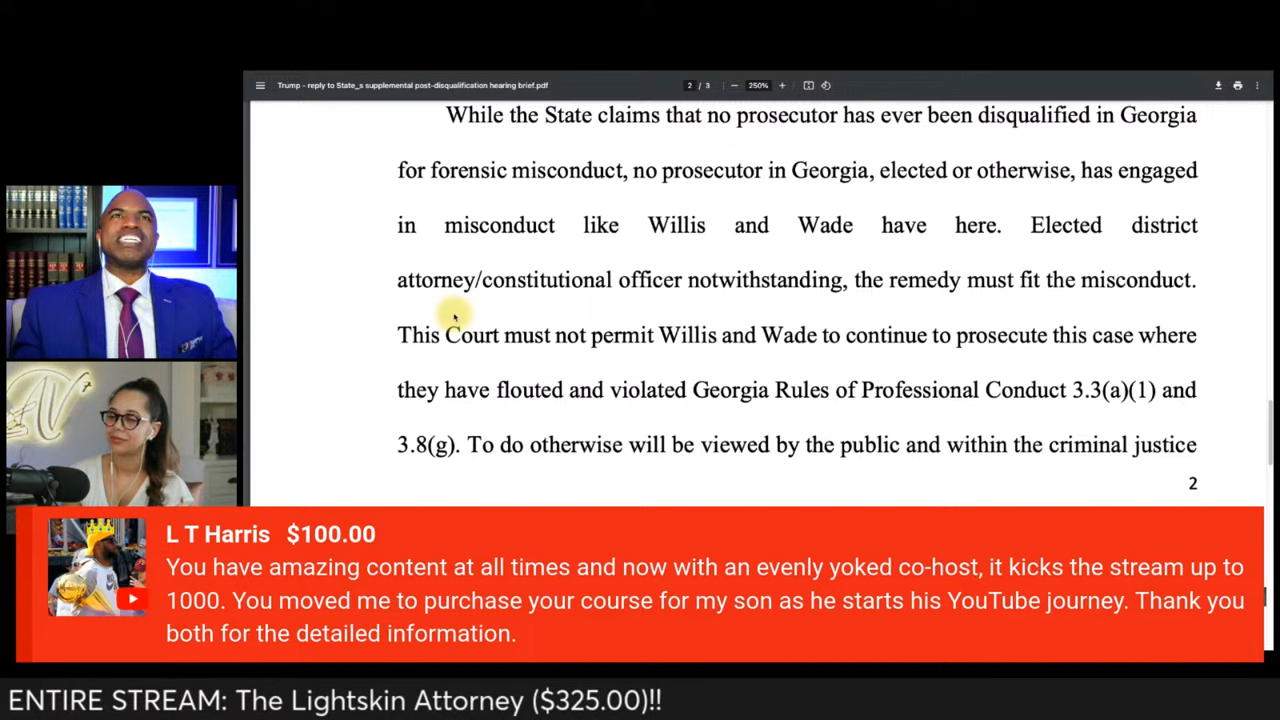 Trump - reply to State_s supplemental post-disqualification hearing brief.pdf
2 / 3
250%
While the State claims that no prosecutor has ever been disqualified in Georgia
for forensic misconduct, no prosecutor in Georgia, elected or otherwise, has engaged
in misconduct like Willis and Wade have here. Elected district
attorney/constitutional officer notwithstanding, the remedy must fit the misconduct.
This Court must not permit Willis and Wade to continue to prosecute this case where
they have flouted and violated Georgia Rules of Professional Conduct 3.3(a)(1) and
3.8(g). To do otherwise will be viewed by the public and within the criminal justice
2
L T Harris $100.00
You have amazing content at all times and now with an evenly yoked co-host, it kicks the stream up to
1000. You moved me to purchase your course for my son as he starts his YouTube journey. Thank you
both for the detailed information.
ENTIRE STREAM: The Lightskin Attorney ($325.00)!!